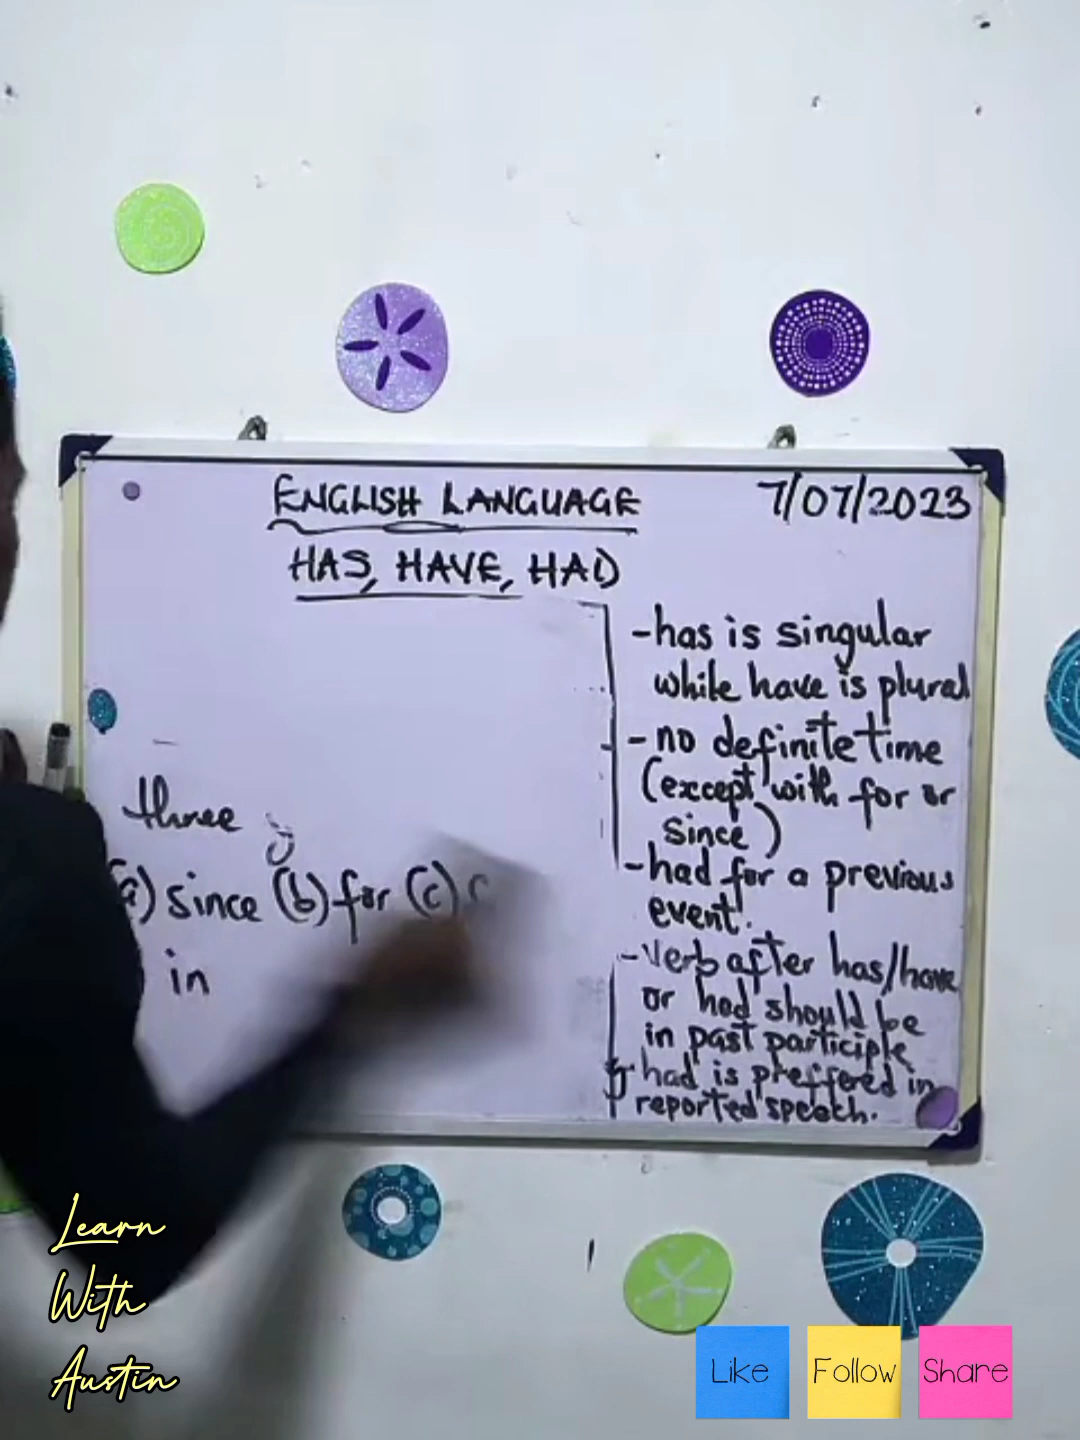 ENGLISH LANGUAGE
7/07/2023
HAS, HAVE, HAD
three
(a) since (b) for (c)
in
-has is singular
while have is plural
-no definite time
(except with for or
since)
-had for a previous
event.
-verb after has/have
or had should be
in past participle
had is preffered in
reported speech.
Learn
With
Austin
Like
Follow
Share